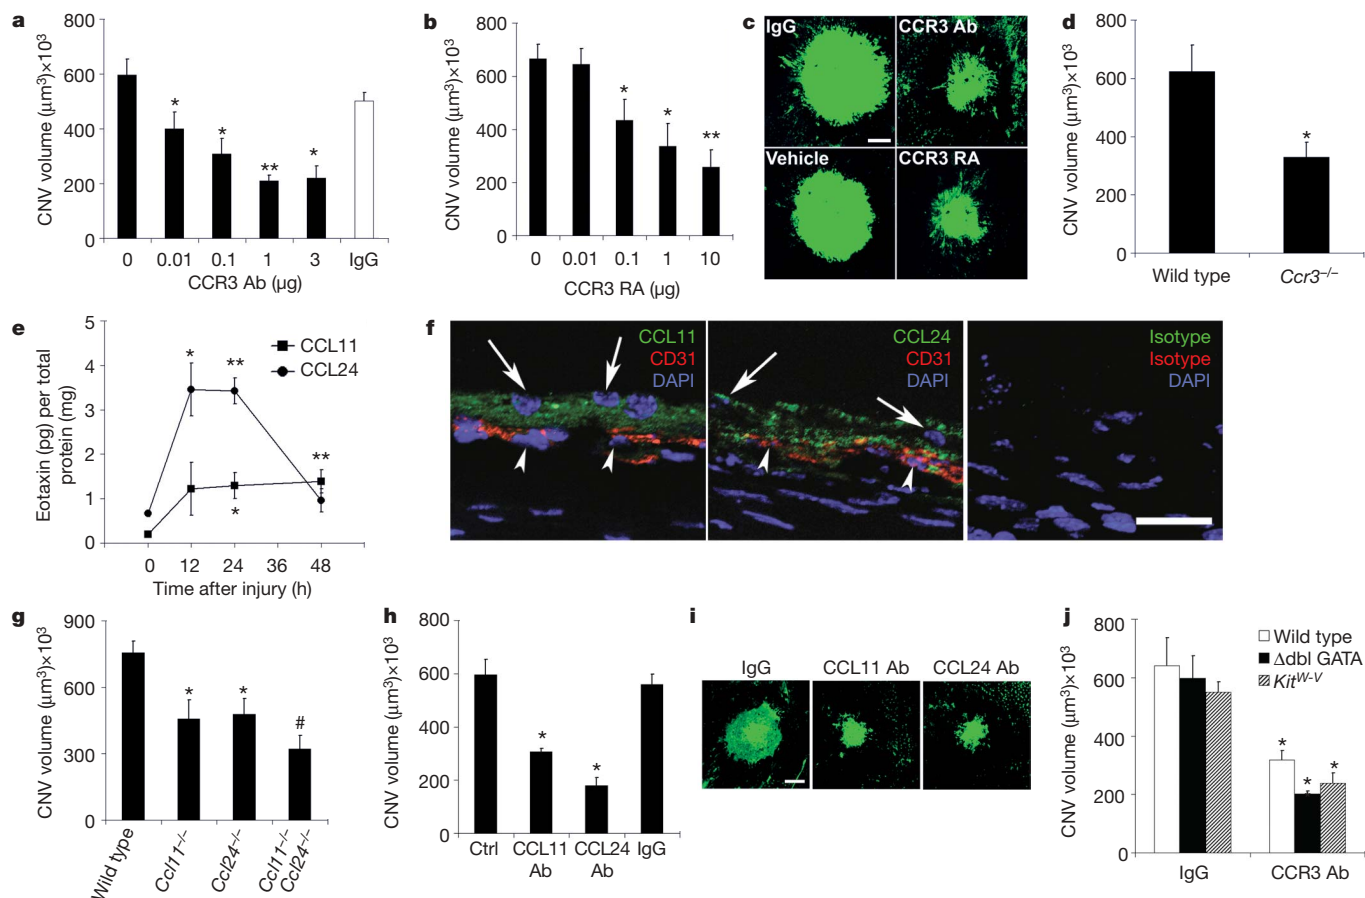 a
CNV volume (µm³)×10³
800
600
400
200
0
0 0.01 0.1 1 3 IgG
CCR3 Ab (µg)
*
*
**
*
b
CNV volume (µm³)×10³
800
600
400
200
0
0 0.01 0.1 1 10
CCR3 RA (µg)
*
*
**
c
IgG
CCR3 Ab
Vehicle
CCR3 RA
d
CNV volume (µm³)×10³
800
600
400
200
0
Wild type Ccr3–/–
*
e
Eotaxin (pg) per total
protein (mg)
5
4
3
2
1
0
0 12 24 36 48
Time after injury (h)
CCL11
CCL24
*
**
**
*
f
CCL11
CD31
DAPI
CCL24
CD31
DAPI
Isotype
Isotype
DAPI
g
CNV volume (µm³)×10³
900
600
300
0
*
*
#
Wild type
Ccl11–/–
Ccl24–/–
Ccl11–/–
Ccl24–/–
h
CNV volume (µm³)×10³
800
600
400
200
0
*
*
Ctrl CCL11 CCL24 IgG
Ab Ab
i
IgG
CCL11 Ab
CCL24 Ab
j
CNV volume (µm³)×10³
800
600
400
200
0
Wild type
Δdbl GATA
KitW-V
*
*
*
IgG CCR3 Ab